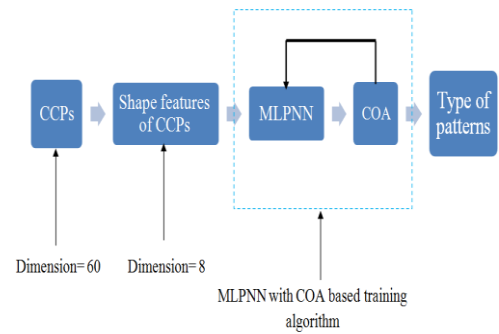 CCPs
Shape features
of CCPs
MLPNN
COA
Type of
patterns
Dimension= 60
Dimension= 8
MLPNN with COA based training
algorithm